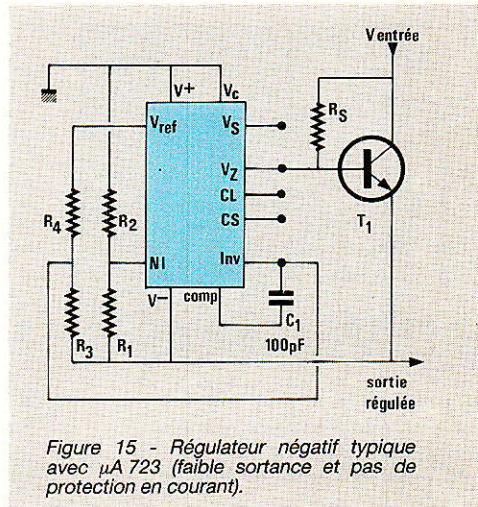 Ventrée
V+
Vc
RS
Vref
VS
VZ
T1
CL
R4
R2
CS
NI
Inv
V–
comp
C1
R3
R1
100pF
sortie
régulée
Figure 15 - Régulateur négatif typique
avec µA 723 (faible sortance et pas de
protection en courant).